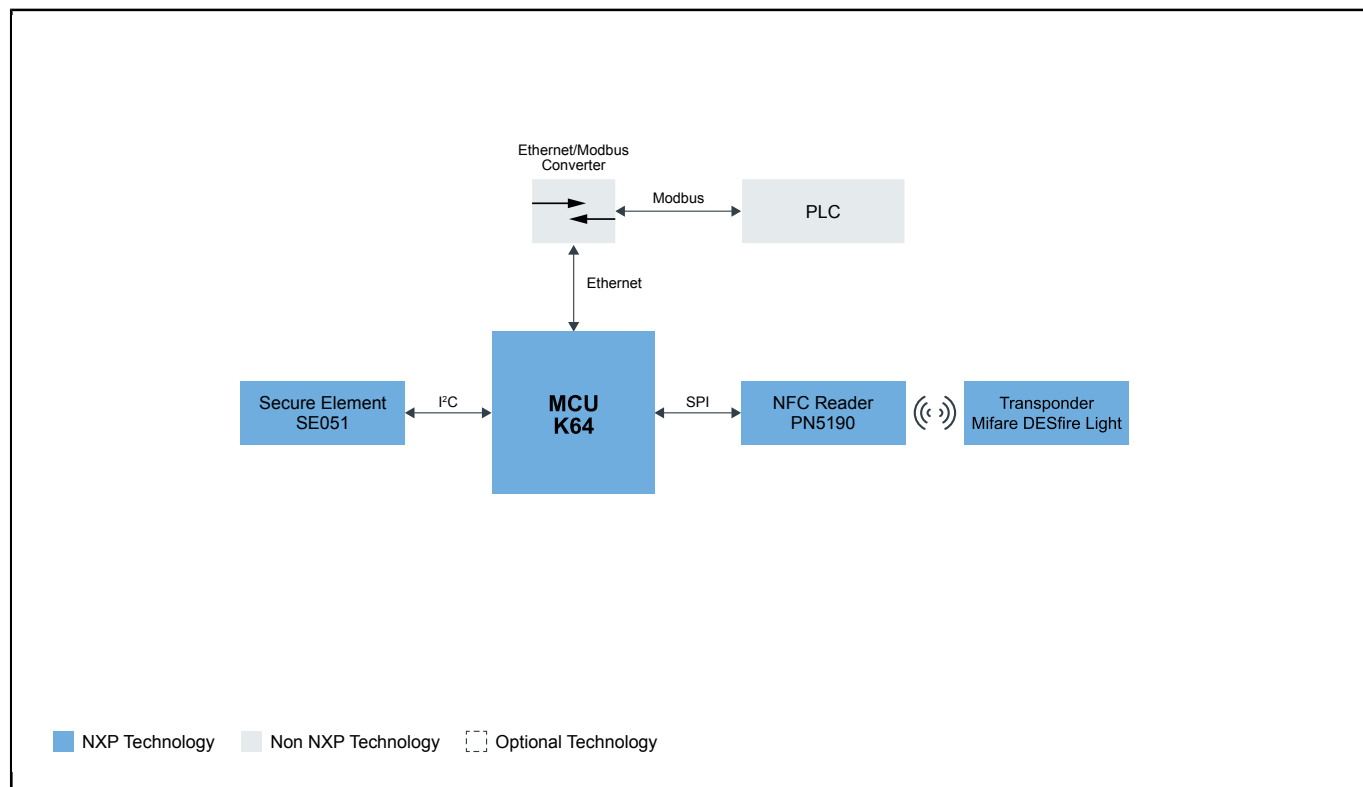 Ethernet/Modbus
Converter
Modbus
PLC
Ethernet
Secure Element
SE051
I²C
MCU
K64
SPI
NFC Reader
PN5190
Transponder
Mifare DESfire Light
NXP Technology
Non NXP Technology
Optional Technology